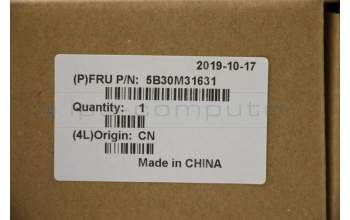 2019-10-17
(P)FRU P/N: 5B30M31631
Quantity: 1
(4L)Origin: CN
Made in CHINA